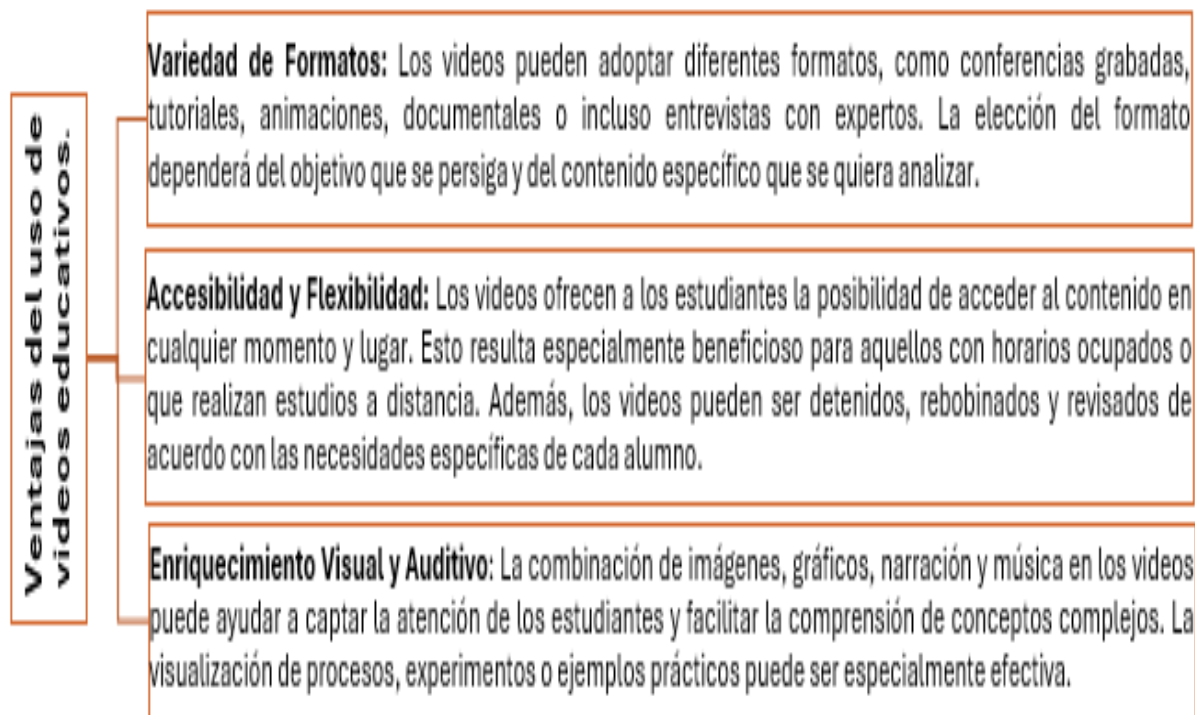 Ventajas del uso de
videos educativos.
Variedad de Formatos: Los videos pueden adoptar diferentes formatos, como conferencias grabadas,
tutoriales, animaciones, documentales o incluso entrevistas con expertos. La elección del formato
dependerá del objetivo que se persiga y del contenido específico que se quiera analizar.
Accesibilidad y Flexibilidad: Los videos ofrecen a los estudiantes la posibilidad de acceder al contenido en
cualquier momento y lugar. Esto resulta especialmente beneficioso para aquellos con horarios ocupados o
que realizan estudios a distancia. Además, los videos pueden ser detenidos, rebobinados y revisados de
acuerdo con las necesidades específicas de cada alumno.
Enriquecimiento Visual y Auditivo: La combinación de imágenes, gráficos, narración y música en los videos
puede ayudar a captar la atención de los estudiantes y facilitar la comprensión de conceptos complejos. La
visualización de procesos, experimentos o ejemplos prácticos puede ser especialmente efectiva.